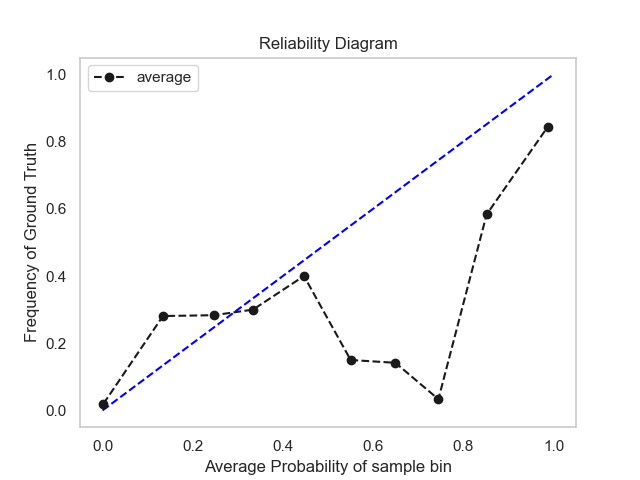 Reliability Diagram
average
Frequency of Ground Truth
1.0
0.8
0.6
0.4
0.2
0.0
0.0 0.2 0.4 0.6 0.8 1.0
Average Probability of sample bin